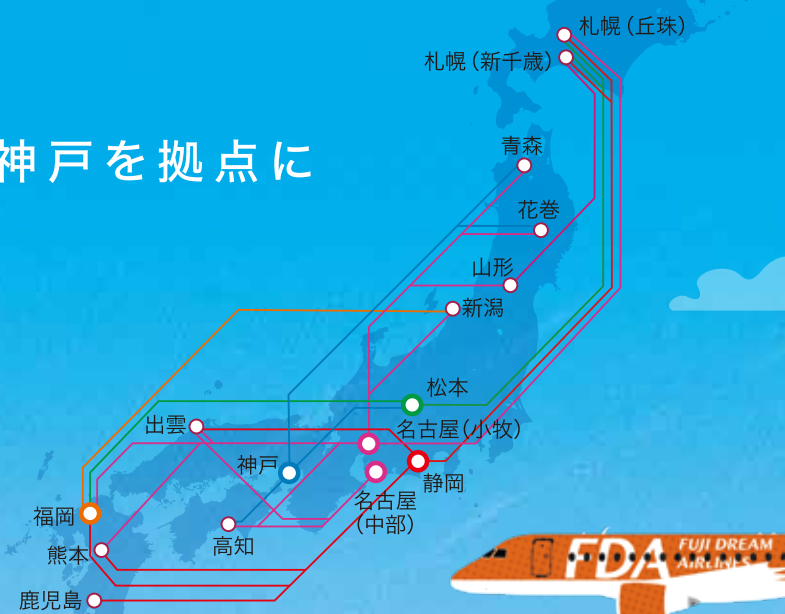 札幌（丘珠）
札幌（新千歳）
神戸を拠点に
青森
花巻
山形
新潟
松本
名古屋（小牧）
出雲
神戸
静岡
名古屋
（中部）
福岡
高知
熊本
鹿児島
FDA FUJI DREAM
AIRLINES